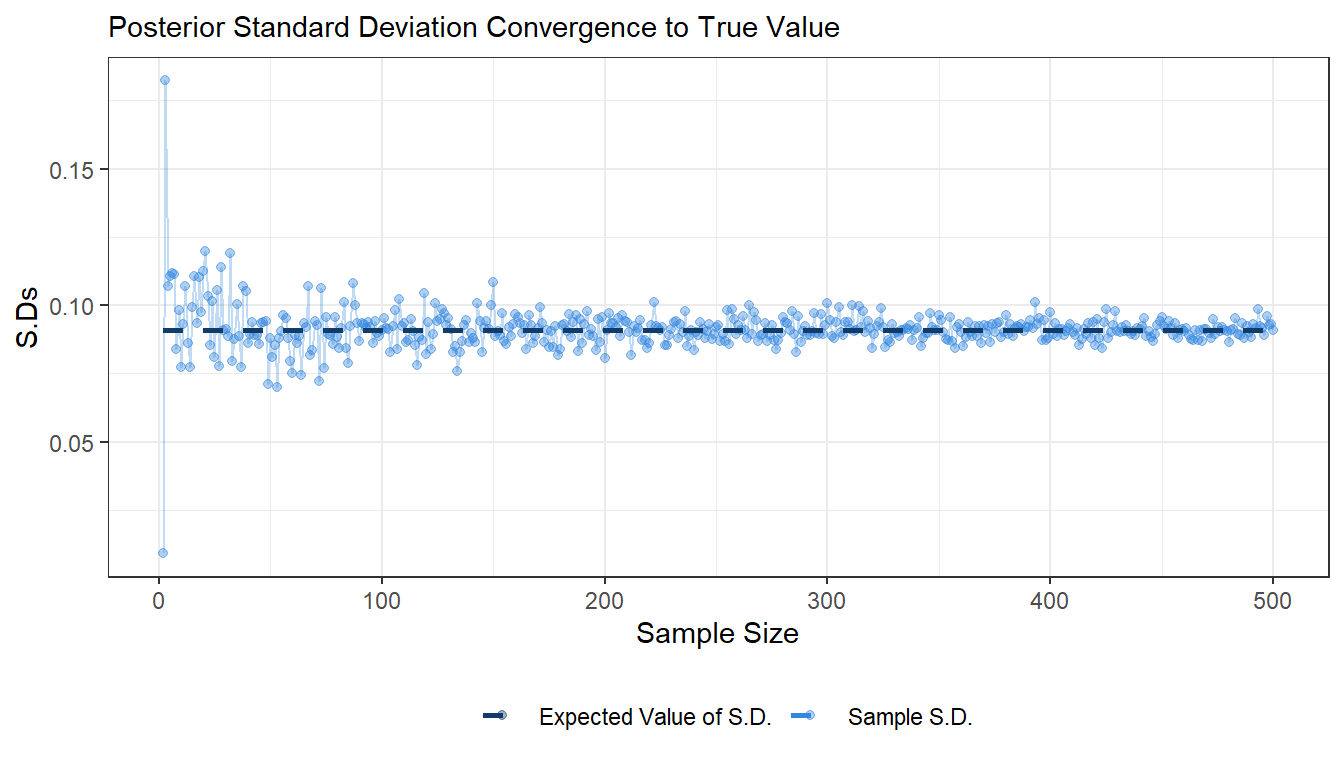 Posterior Standard Deviation Convergence to True Value
S.Ds
0.15
0.10
0.05
0 100 200 300 400 500
Sample Size
Expected Value of S.D. Sample S.D.